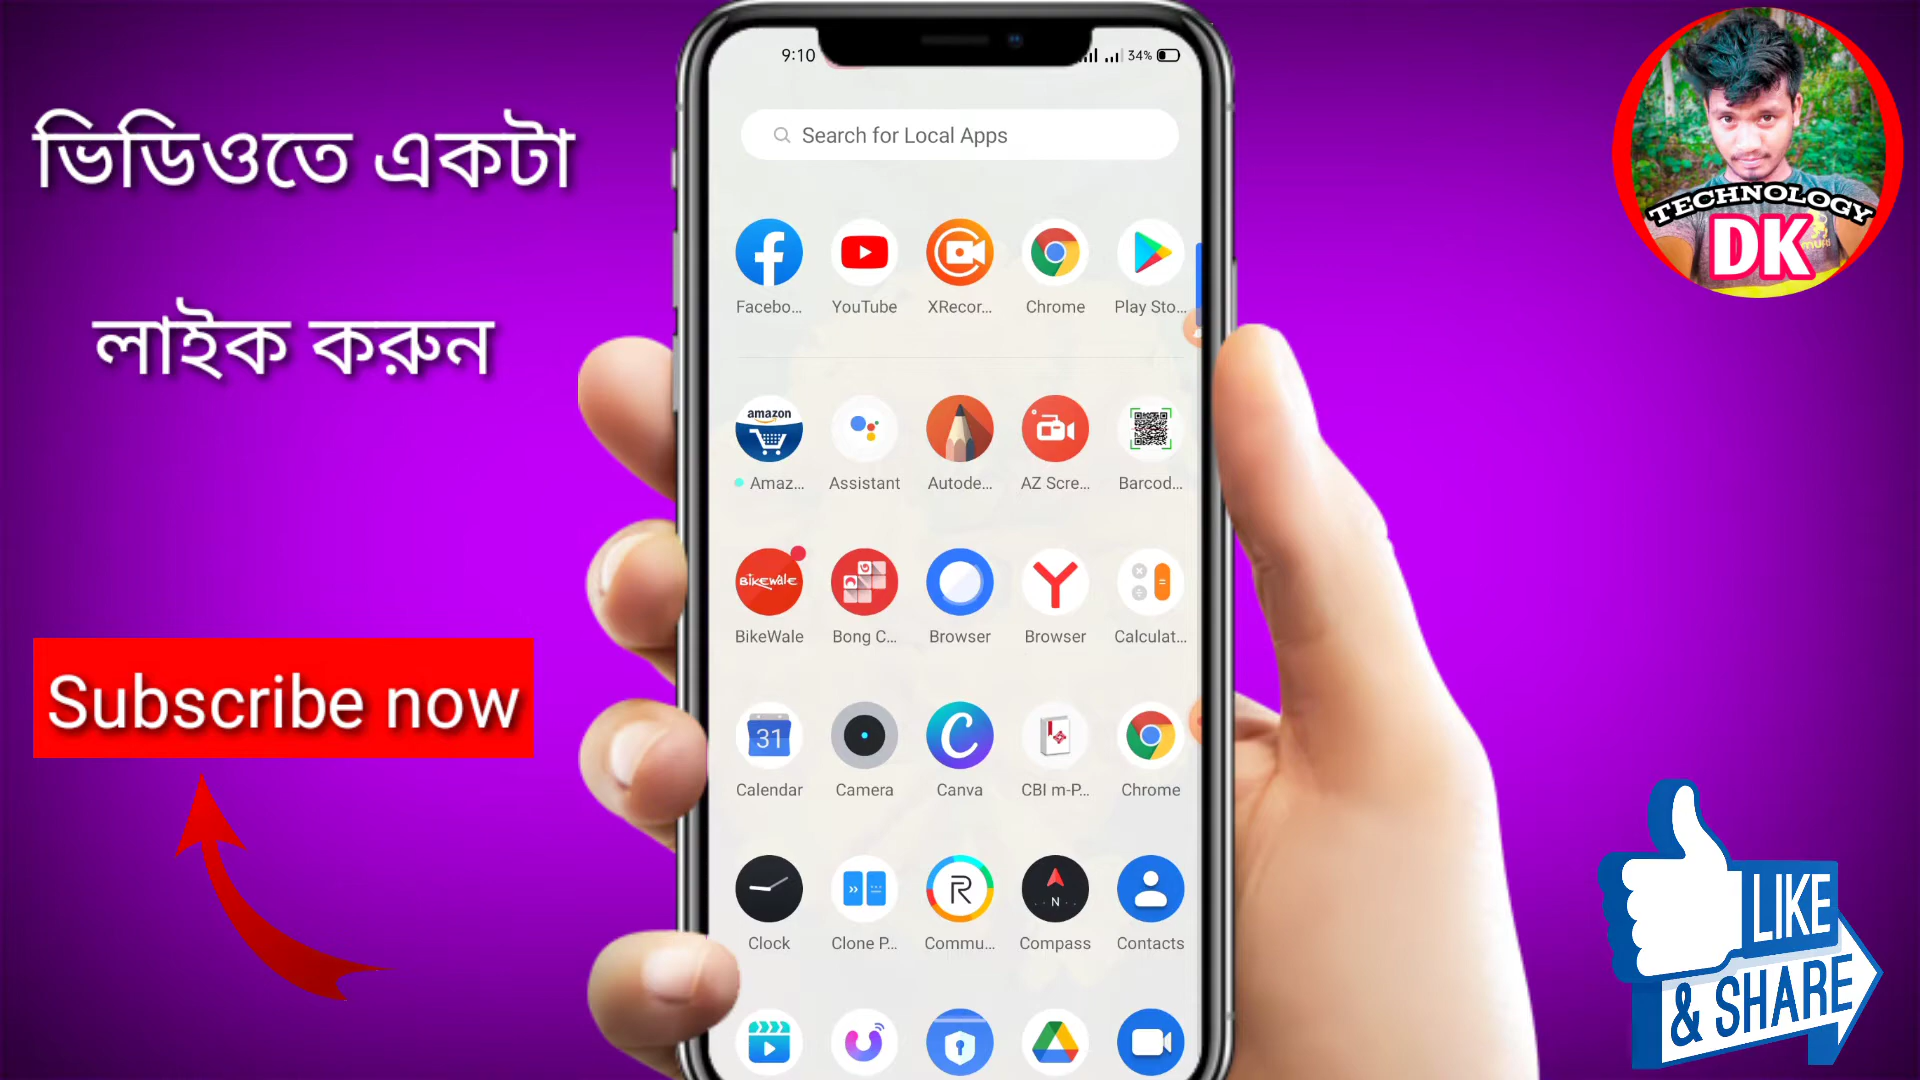 ভিডিওতে একটা
লাইক করুন
Subscribe now
9:10
34%
Search for Local Apps
Facebo...
YouTube
XRecor...
Chrome
Play Sto...
amazon
Amaz...
Assistant
Autode...
AZ Scre...
Barcod...
BikeWale
BikeWale
Bong C...
Browser
Browser
Calculat...
31
Calendar
Camera
Canva
CBI m-P...
Chrome
N
Clock
Clone P...
Commu...
Compass
Contacts
TECHNOLOGY
DK
LIKE
& SHARE